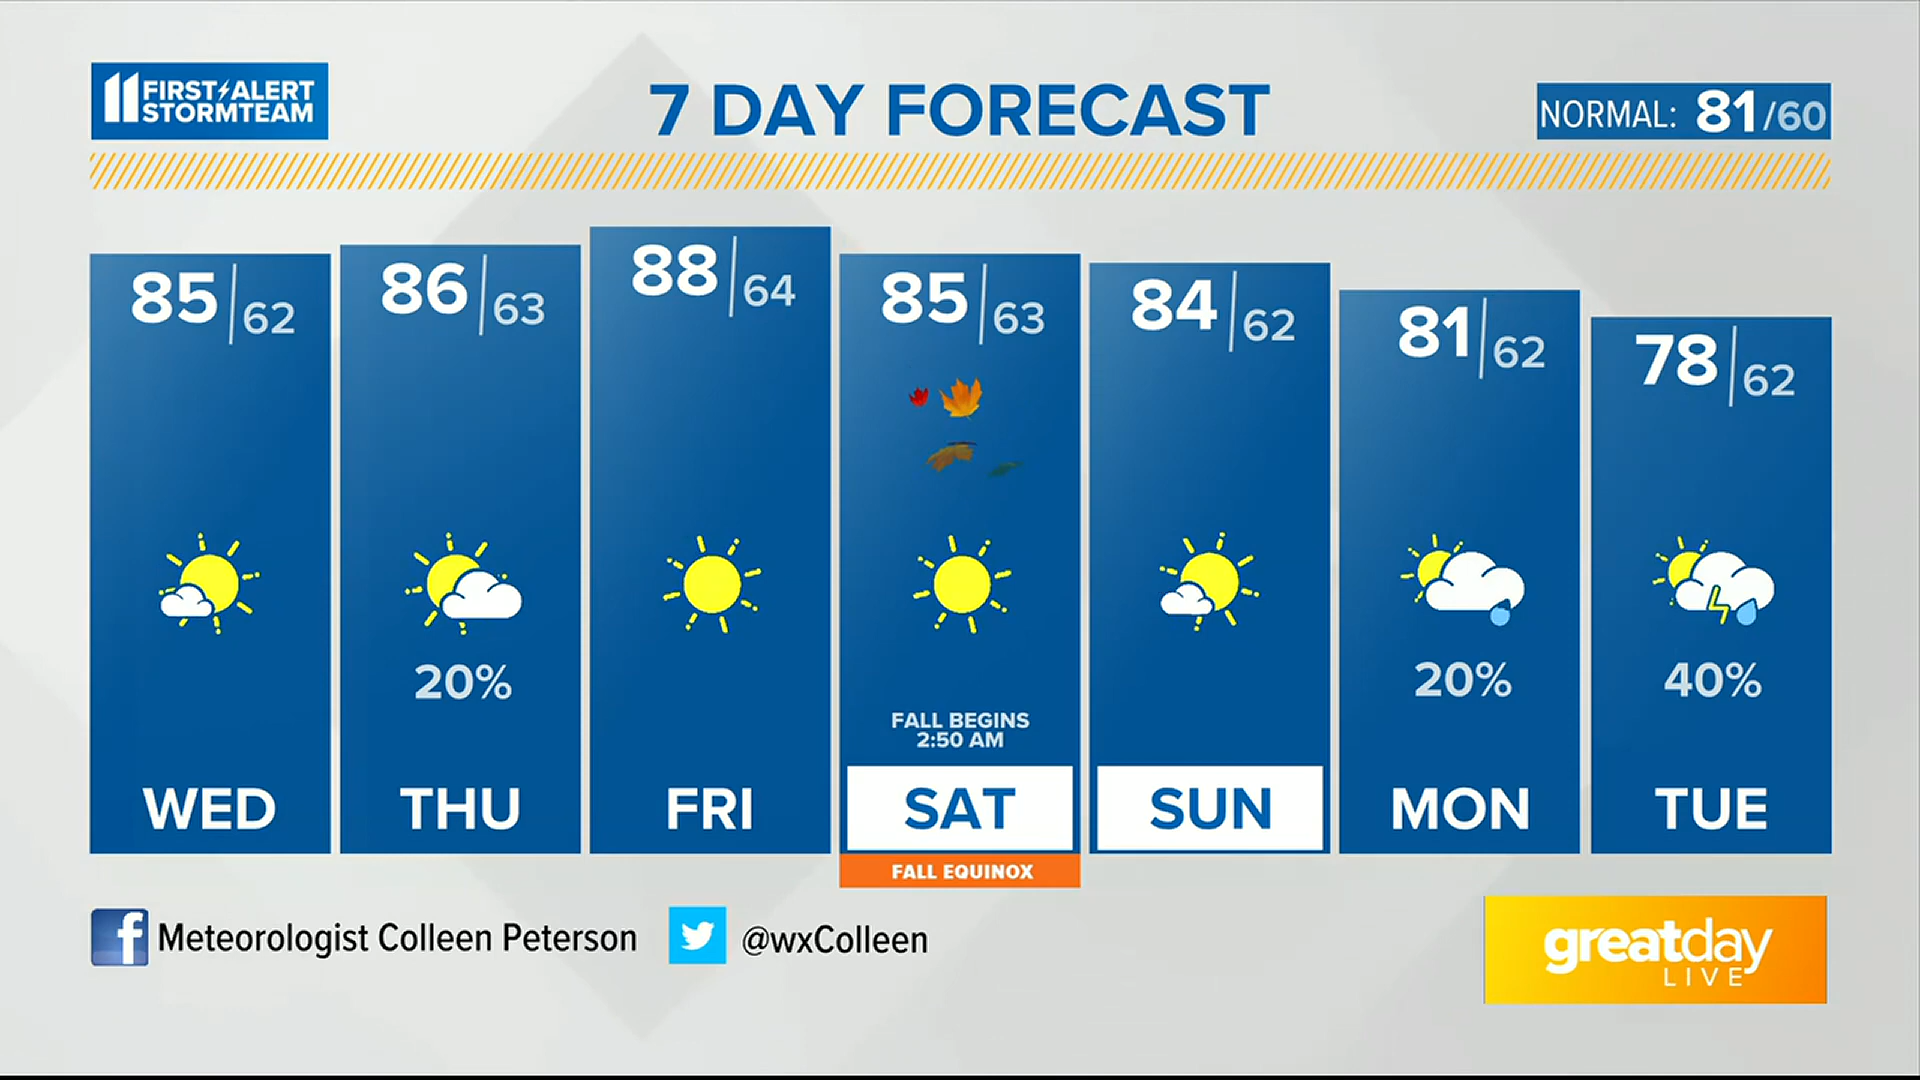 11 FIRST ALERT
STORMTEAM
7 DAY FORECAST
NORMAL: 81/60
85/62
86/63
88/64
85/63
84/62
81/62
78/62
20%
20%
40%
FALL BEGINS
2:50 AM
WED
THU
FRI
SAT
SUN
MON
TUE
FALL EQUINOX
f Meteorologist Colleen Peterson
@wxColleen
greatday
LIVE